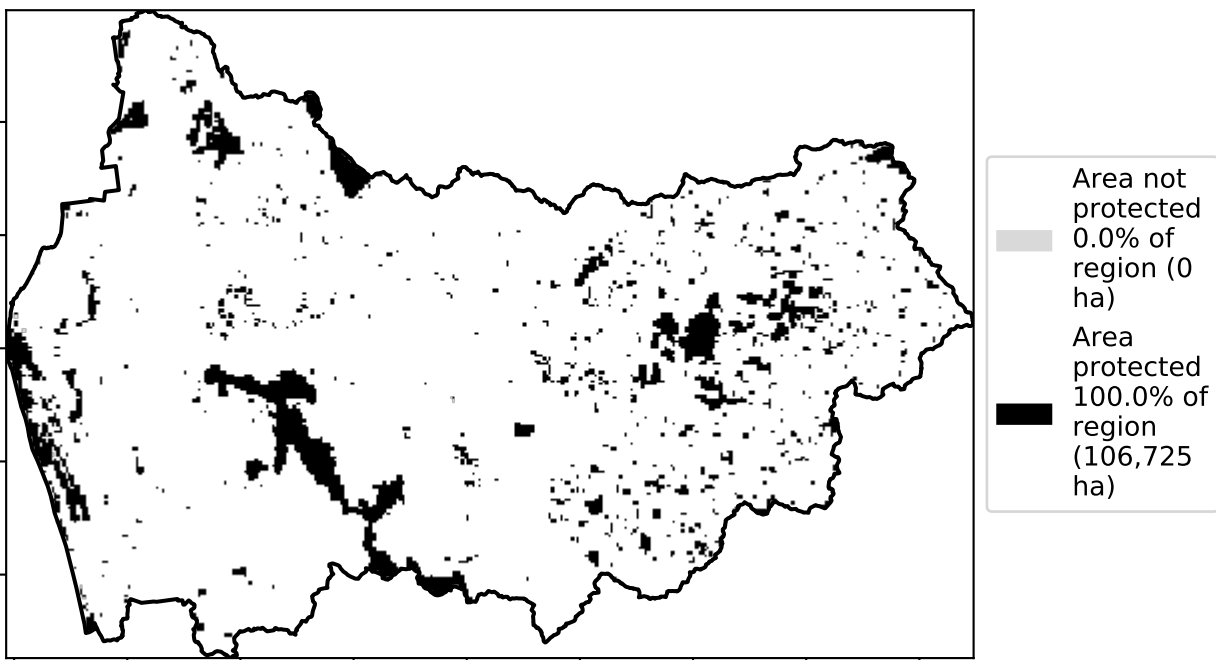 Area not
protected
0.0% of
region (0
ha)
Area
protected
100.0% of
region
(106,725
ha)